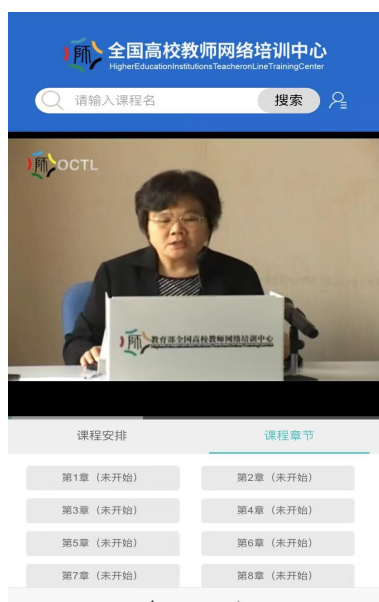 师 全国高校教师网络培训中心
HigherEducationInstitutionsTeacheronLineTrainingCenter
请输入课程名 搜索
师 OCTL
师 教育部全国高校教师网络培训中心
课程安排 课程章节
第1章（未开始） 第2章（未开始）
第3章（未开始） 第4章（未开始）
第5章（未开始） 第6章（未开始）
第7章（未开始） 第8章（未开始）